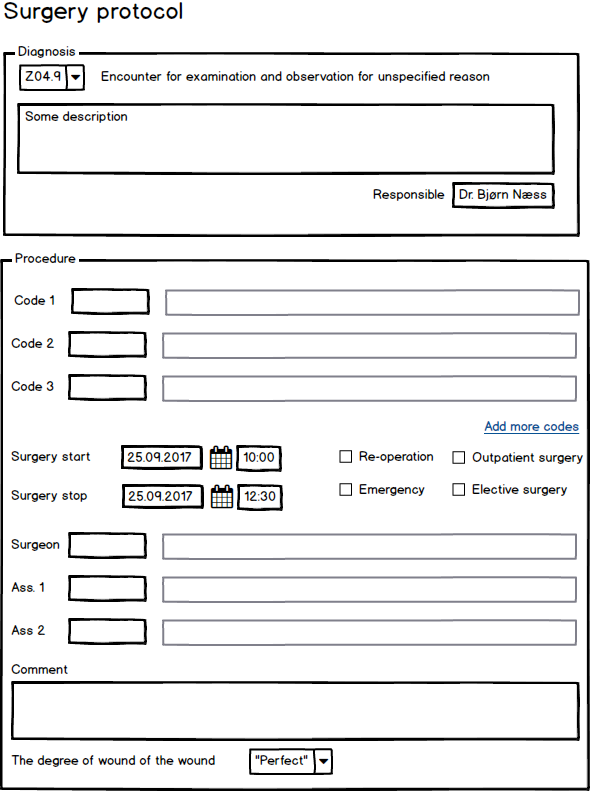 Surgery protocol
Diagnosis
Z04.9 Encounter for examination and observation for unspecified reason
Some description
Responsible Dr. Bjørn Næss
Procedure
Code 1
Code 2
Code 3
Add more codes
Surgery start 25.09.2017 10:00 Re-operation Outpatient surgery
Surgery stop 25.09.2017 12:30 Emergency Elective surgery
Surgeon
Ass. 1
Ass 2
Comment
The degree of wound of the wound "Perfect"